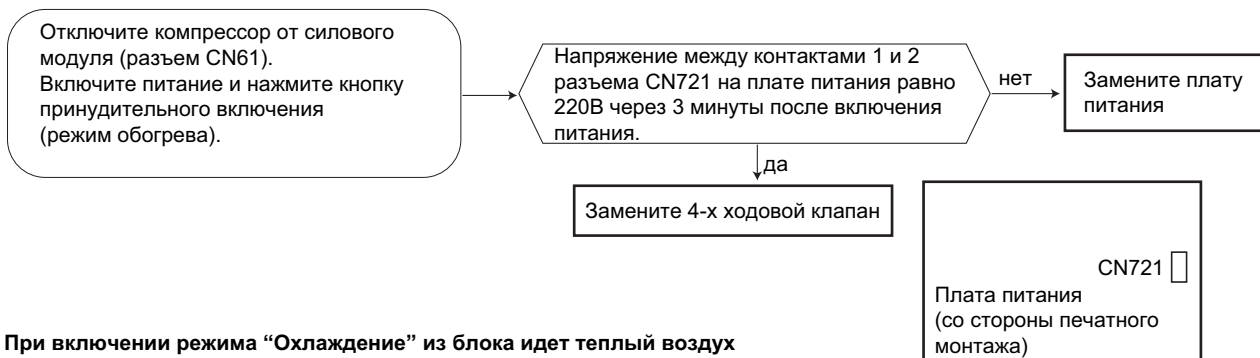 Отключите компрессор от силового
модуля (разъем CN61).
Включите питание и нажмите кнопку
принудительного включения
(режим обогрева).
Напряжение между контактами 1 и 2
разъема CN721 на плате питания равно
220В через 3 минуты после включения
питания.
нет
Замените плату
питания
да
Замените 4-х ходовой клапан
CN721
Плата питания
(со стороны печатного
монтажа)
При включении режима “Охлаждение” из блока идет теплый воздух